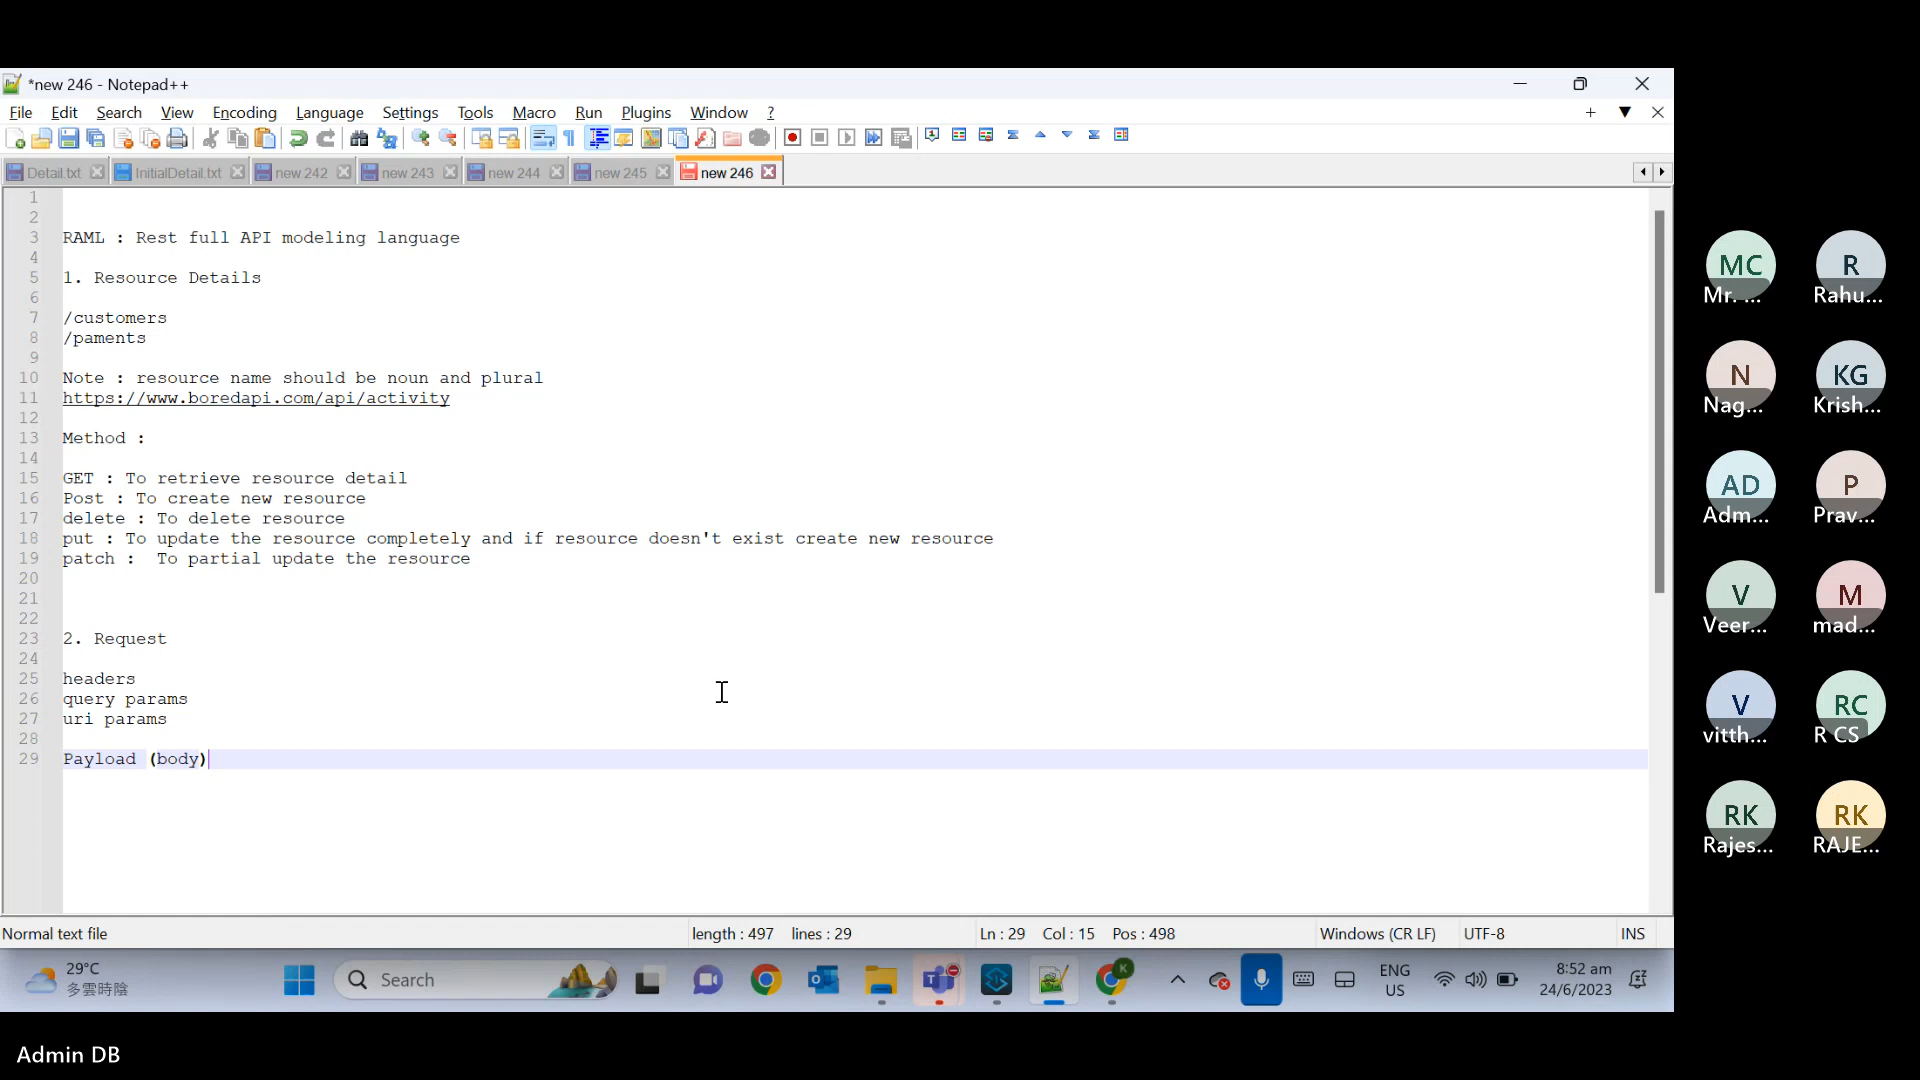 *new 246 - Notepad++
File Edit Search View Encoding Language Settings Tools Macro Run Plugins Window ?
Detail.txt InitialDetail.txt new 242 new 243 new 244 new 245 new 246
1
2
3 RAML : Rest full API modeling language
4
5 1. Resource Details
6
7 /customers
8 /paments
9
10 Note : resource name should be noun and plural
11 https://www.boredapi.com/api/activity
12
13 Method :
14
15 GET : To retrieve resource detail
16 Post : To create new resource
17 delete : To delete resource
18 put : To update the resource completely and if resource doesn't exist create new resource
19 patch :  To partial update the resource
20
21
22
23 2. Request
24
25 headers
26 query params
27 uri params
28
29 Payload (body)
Normal text file length : 497 lines : 29 Ln : 29 Col : 15 Pos : 498 Windows (CR LF) UTF-8 INS
29°C
多雲時陰
Search
K
ENG
US
8:52 am
24/6/2023
MC R
Mr. ... Rahu...
N KG
Nag... Krish...
AD P
Adm... Prav...
V M
Veer... mad...
V RC
vitth... R CS
RK RK
Rajes... RAJE...
Admin DB